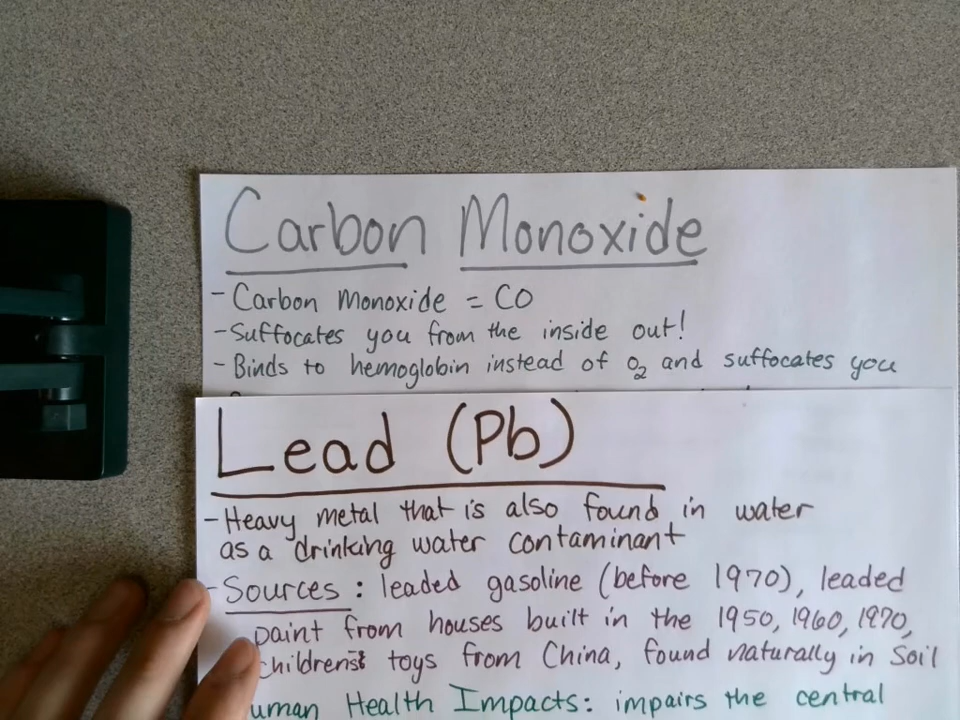 Carbon Monoxide
- Carbon Monoxide = CO
- Suffocates you from the inside out!
- Binds to hemoglobin instead of O2 and suffocates you
Lead (Pb)
- Heavy metal that is also found in water
as a drinking water contaminant
- Sources: leaded gasoline (before 1970), leaded
paint from houses built in the 1950, 1960, 1970,
childrens toys from China, found naturally in Soil
uman Health Impacts: impairs the central